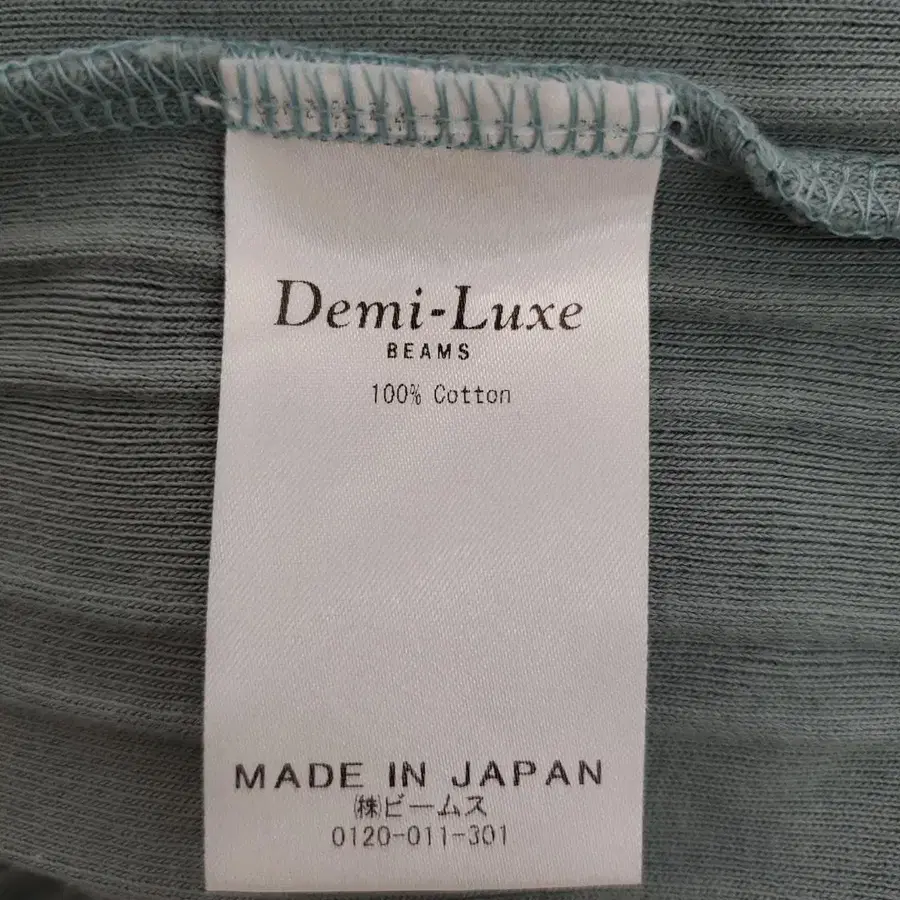 Demi-Luxe
BEAMS
100% Cotton
MADE IN JAPAN
㈱ビームス
0120-011-301